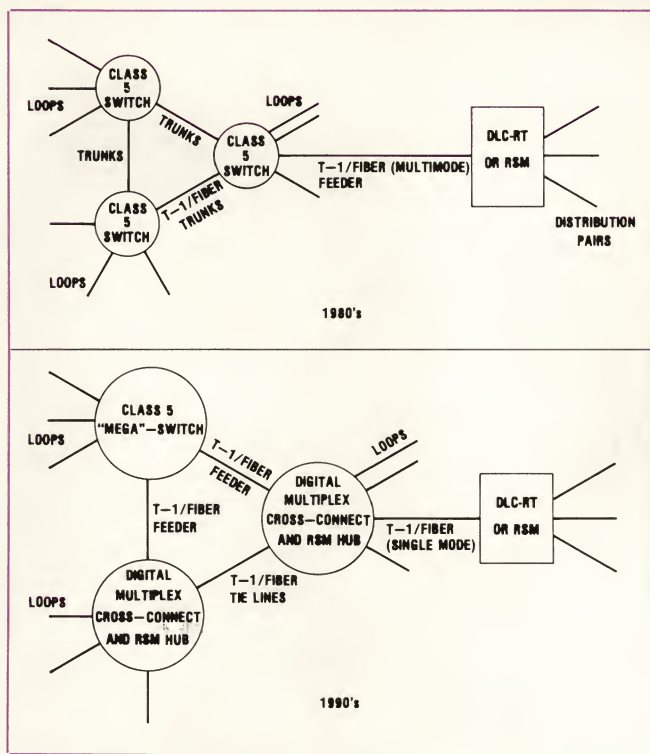 CLASS
5
SWITCH
LOOPS
TRUNKS
TRUNKS
CLASS
5
SWITCH
LOOPS
T-1/FIBER (MULTIMODE)
FEEDER
DLC-RT
OR RSM
T-1/FIBER
TRUNKS
CLASS
5
SWITCH
LOOPS
DISTRIBUTION
PAIRS
1980's
CLASS 5
"MEGA"-SWITCH
LOOPS
T-1/FIBER
FEEDER
T-1/FIBER
FEEDER
DIGITAL
MULTIPLEX
CROSS-CONNECT
AND RSM HUB
LOOPS
T-1/FIBER
(SINGLE MODE)
DLC-RT
OR RSM
T-1/FIBER
TIE LINES
DIGITAL
MULTIPLEX
CROSS-CONNECT
AND RSM HUB
LOOPS
1990's